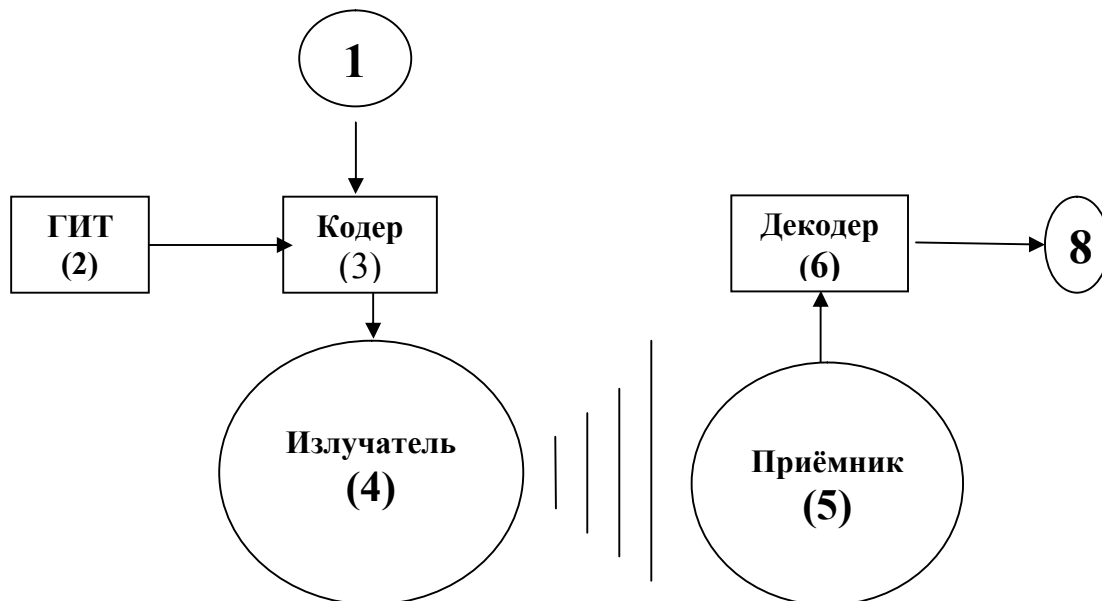 1
ГИТ
(2)
Кодер
(3)
Декодер
(6)
8
Излучатель
(4)
Приёмник
(5)